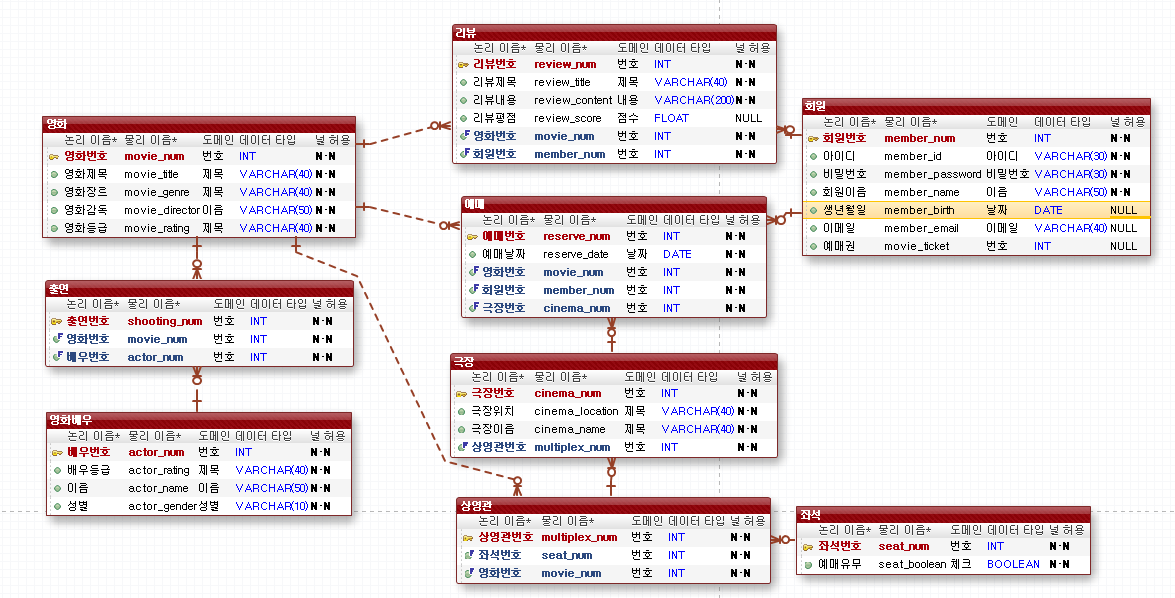 리뷰
논리 이름* 물리 이름* 도메인 데이터 타입 널 허용
리뷰번호 review_num 번호 INT N-N
리뷰제목 review_title 제목 VARCHAR(40) N-N
리뷰내용 review_content 내용 VARCHAR(200) N-N
리뷰평점 review_score 점수 FLOAT NULL
영화번호 movie_num 번호 INT N-N
회원번호 member_num 번호 INT N-N
회원
논리 이름* 물리 이름* 도메인 데이터 타입 널 허용
회원번호 member_num 번호 INT N-N
아이디 member_id 아이디 VARCHAR(30) N-N
비밀번호 member_password 비밀번호 VARCHAR(30) N-N
회원이름 member_name 이름 VARCHAR(50) N-N
생년월일 member_birth 날짜 DATE NULL
이메일 member_email 이메일 VARCHAR(40) NULL
예매권 movie_ticket 번호 INT NULL
영화
논리 이름* 물리 이름* 도메인 데이터 타입 널 허용
영화번호 movie_num 번호 INT N-N
영화제목 movie_title 제목 VARCHAR(40) N-N
영화장르 movie_genre 제목 VARCHAR(40) N-N
영화감독 movie_director 이름 VARCHAR(50) N-N
영화등급 movie_rating 제목 VARCHAR(40) N-N
예매
논리 이름* 물리 이름* 도메인 데이터 타입 널 허용
예매번호 reserve_num 번호 INT N-N
예매날짜 reserve_date 날짜 DATE N-N
영화번호 movie_num 번호 INT N-N
회원번호 member_num 번호 INT N-N
극장번호 cinema_num 번호 INT N-N
출연
논리 이름* 물리 이름* 도메인 데이터 타입 널 허용
출연번호 shooting_num 번호 INT N-N
영화번호 movie_num 번호 INT N-N
배우번호 actor_num 번호 INT N-N
극장
논리 이름* 물리 이름* 도메인 데이터 타입 널 허용
극장번호 cinema_num 번호 INT N-N
극장위치 cinema_location 제목 VARCHAR(40) N-N
극장이름 cinema_name 제목 VARCHAR(40) N-N
상영관번호 multiplex_num 번호 INT N-N
영화배우
논리 이름* 물리 이름* 도메인 데이터 타입 널 허용
배우번호 actor_num 번호 INT N-N
배우등급 actor_rating 제목 VARCHAR(40) N-N
이름 actor_name 이름 VARCHAR(50) N-N
성별 actor_gender 성별 VARCHAR(10) N-N
상영관
논리 이름* 물리 이름* 도메인 데이터 타입 널 허용
상영관번호 multiplex_num 번호 INT N-N
좌석번호 seat_num 번호 INT N-N
영화번호 movie_num 번호 INT N-N
좌석
논리 이름* 물리 이름* 도메인 데이터 타입 널 허용
좌석번호 seat_num 번호 INT N-N
예매유무 seat_boolean 체크 BOOLEAN N-N